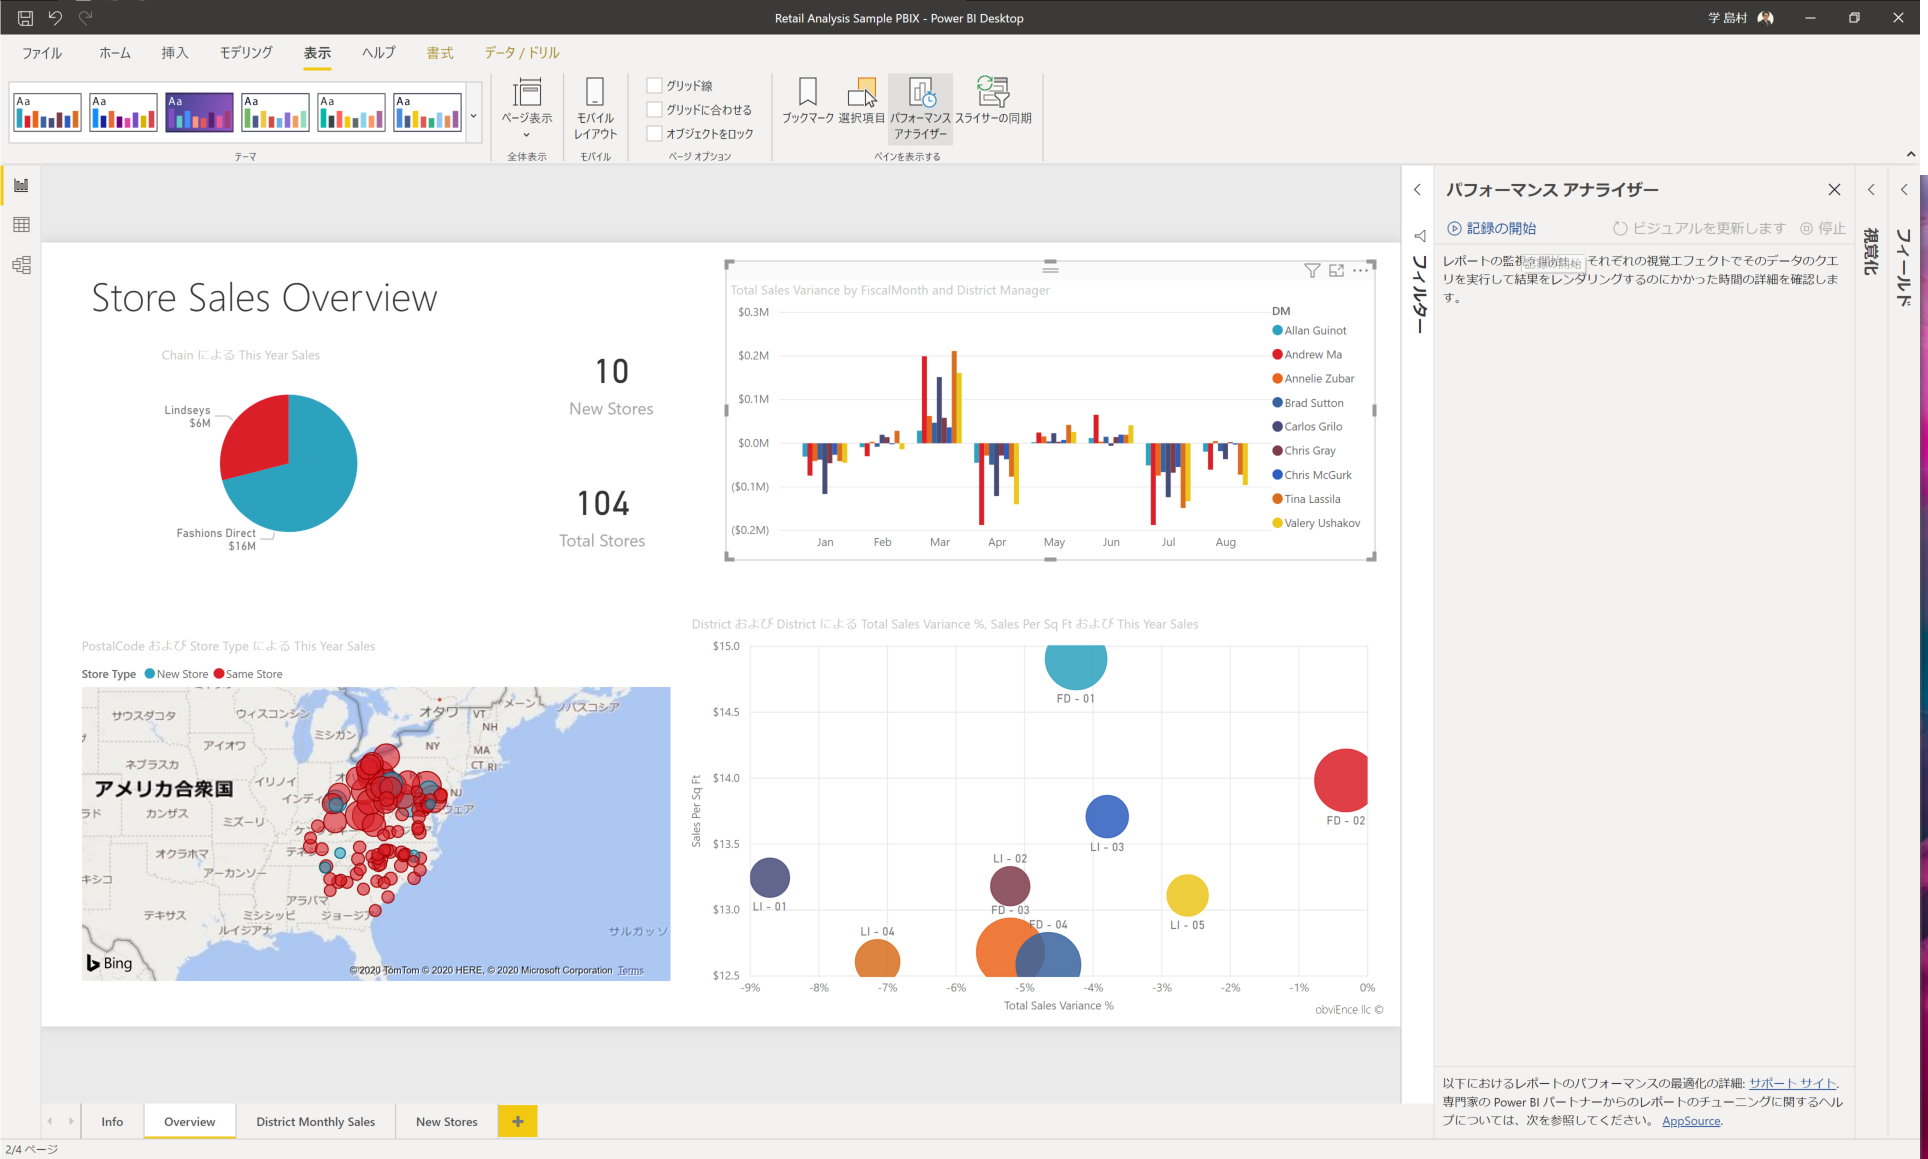 Retail Analysis Sample PBIX - Power BI Desktop
学 島村
ファイル
ホーム
挿入
モデリング
表示
ヘルプ
書式
データ / ドリル
Aa
Aa
Aa
Aa
Aa
Aa
テーマ
ページ表示
全体表示
モバイル
レイアウト
モバイル
グリッド線
グリッドに合わせる
オブジェクトをロック
ページ オプション
ブックマーク
選択項目
パフォーマンス
アナライザー
スライサーの同期
ペインを表示する
Store Sales Overview
Chain による This Year Sales
Lindseys
$6M
Fashions Direct
$16M
10
New Stores
104
Total Stores
Total Sales Variance by FiscalMonth and District Manager
$0.3M
$0.2M
$0.1M
$0.0M
($0.1M)
($0.2M)
Jan
Feb
Mar
Apr
May
Jun
Jul
Aug
DM
Allan Guinot
Andrew Ma
Annelie Zubar
Brad Sutton
Carlos Grilo
Chris Gray
Chris McGurk
Tina Lassila
Valery Ushakov
PostalCode および Store Type による This Year Sales
Store Type
New Store
Same Store
サウスダコタ
ウィスコンシン
オタワ
VT
メーン
ノバスコシア
NH
ミシガン
NY
MA
アイオワ
CT RI
ネブラスカ
アメリカ合衆国
イリノイ
インディ
NJ
ウェア
ラド
カンザス
ミズーリ
オクラホマ
キシコ
アーカンソー
アラバマ
テキサス
ミシシッピ
ジョージア
ルイジアナ
サルガッソ
Bing
© 2020 TomTom © 2020 HERE, © 2020 Microsoft Corporation Terms
District および District による Total Sales Variance %, Sales Per Sq Ft および This Year Sales
Sales Per Sq Ft
$15.0
$14.5
$14.0
$13.5
$13.0
$12.5
FD - 01
FD - 02
LI - 03
LI - 02
LI - 01
FD - 03
LI - 05
LI - 04
FD - 04
-9%
-8%
-7%
-6%
-5%
-4%
-3%
-2%
-1%
0%
Total Sales Variance %
obviEnce llc ©
フィルター
パフォーマンス アナライザー
記録の開始
ビジュアルを更新します
停止
レポートの監視を開始し、それぞれの視覚エフェクトでそのデータのクエ
リを実行して結果をレンダリングするのにかかった時間の詳細を確認しま
す。
記録の開始
以下におけるレポートのパフォーマンスの最適化の詳細: サポート サイト.
専門家の Power BI パートナーからのレポートのチューニングに関するヘル
プについては、次を参照してください。 AppSource.
視覚化
フィールド
Info
Overview
District Monthly Sales
New Stores
2/4 ページ